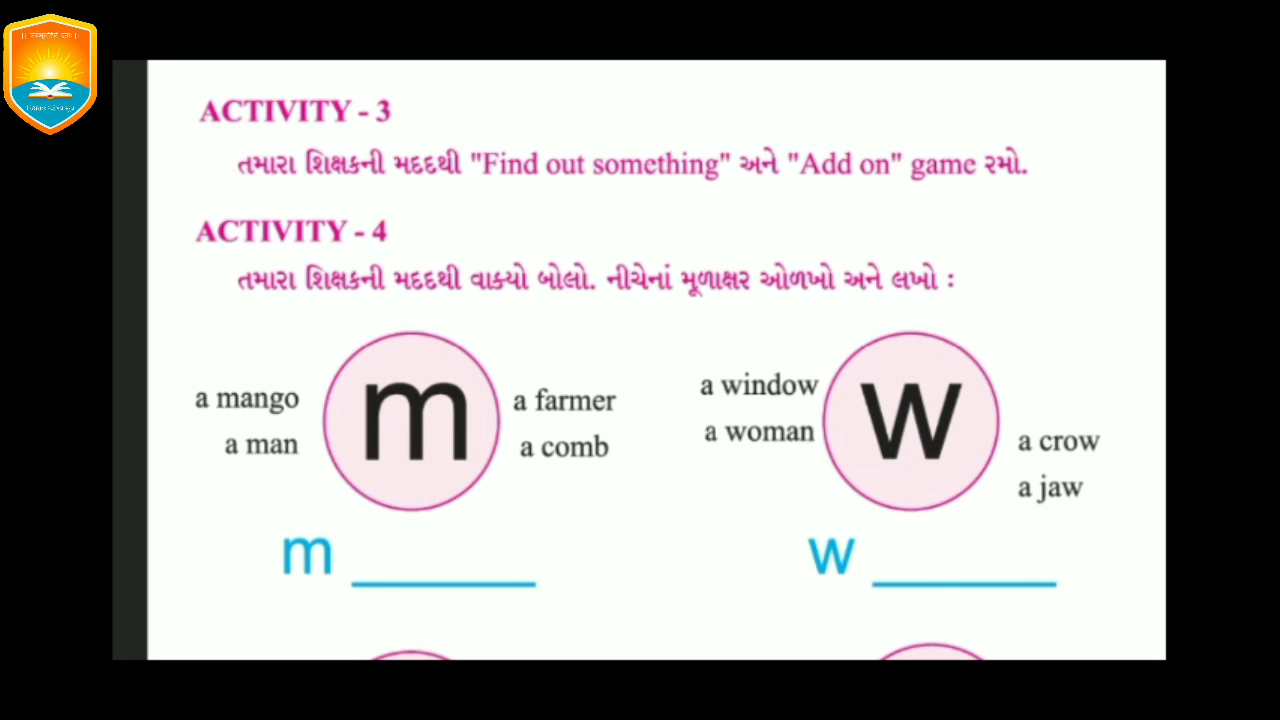 ACTIVITY - 3
તમારા શિક્ષકની મદદથી "Find out something" અને "Add on" game રમો.
ACTIVITY - 4
તમારા શિક્ષકની મદદથી વાક્યો બોલો. નીચેનાં મૂળાક્ષર ઓળખો અને લખો :
a mango
a man
m
a farmer
a comb
a window
a woman
w
a crow
a jaw
m
w